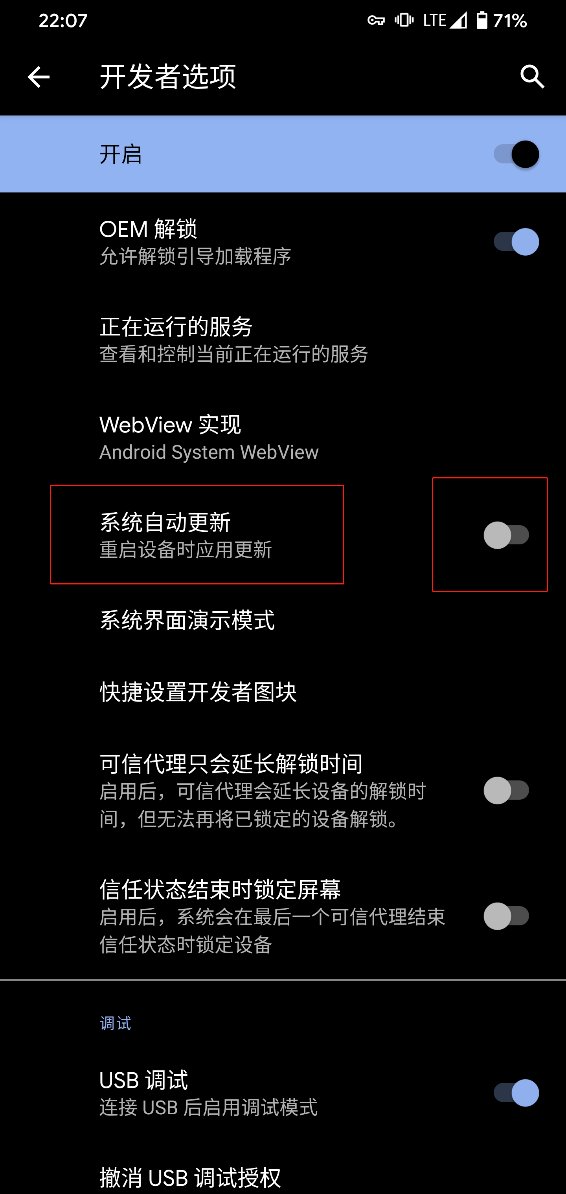 22:07 LTE 71%
开发者选项
开启
OEM 解锁
允许解锁引导加载程序
正在运行的服务
查看和控制当前正在运行的服务
WebView 实现
Android System WebView
系统自动更新
重启设备时应用更新
系统界面演示模式
快捷设置开发者图块
可信代理只会延长解锁时间
启用后，可信代理会延长设备的解锁时
间，但无法再将已锁定的设备解锁。
信任状态结束时锁定屏幕
启用后，系统会在最后一个可信代理结束
信任状态时锁定设备
调试
USB 调试
连接 USB 后启用调试模式
撤消 USB 调试授权